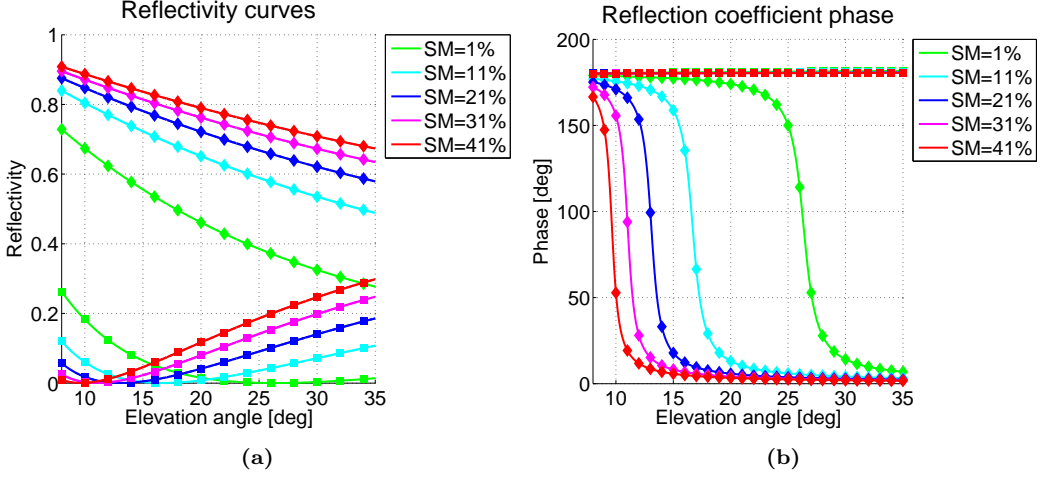 Reflectivity curves
1
0.8
0.6
0.4
0.2
0
Reflectivity
10 15 20 25 30 35
Elevation angle [deg]
SM=1%
SM=11%
SM=21%
SM=31%
SM=41%
(a)
Reflection coefficient phase
200
150
100
50
0
Phase [deg]
10 15 20 25 30 35
Elevation angle [deg]
SM=1%
SM=11%
SM=21%
SM=31%
SM=41%
(b)